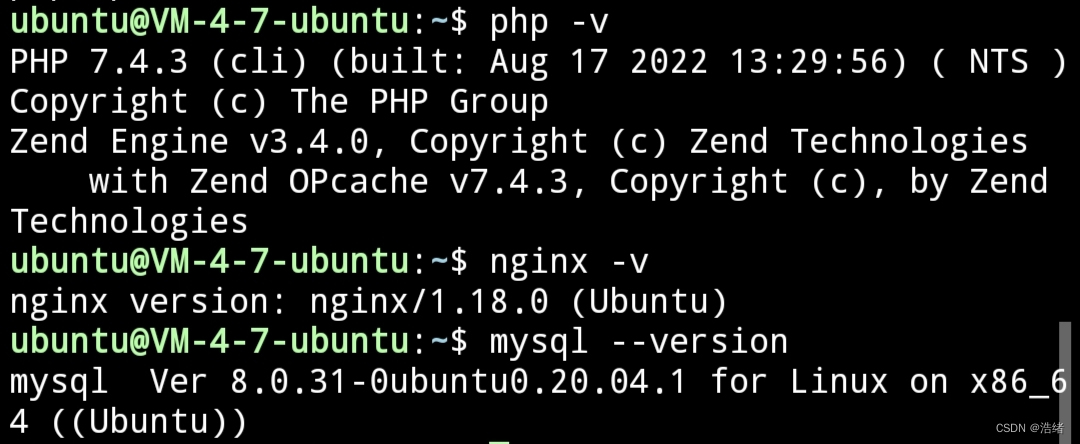 ubuntu@VM-4-7-ubuntu:~$ php -v
PHP 7.4.3 (cli) (built: Aug 17 2022 13:29:56) ( NTS )
Copyright (c) The PHP Group
Zend Engine v3.4.0, Copyright (c) Zend Technologies
    with Zend OPcache v7.4.3, Copyright (c), by Zend
Technologies
ubuntu@VM-4-7-ubuntu:~$ nginx -v
nginx version: nginx/1.18.0 (Ubuntu)
ubuntu@VM-4-7-ubuntu:~$ mysql --version
mysql  Ver 8.0.31-0ubuntu0.20.04.1 for Linux on x86_6
4 ((Ubuntu))
CSDN @浩绪